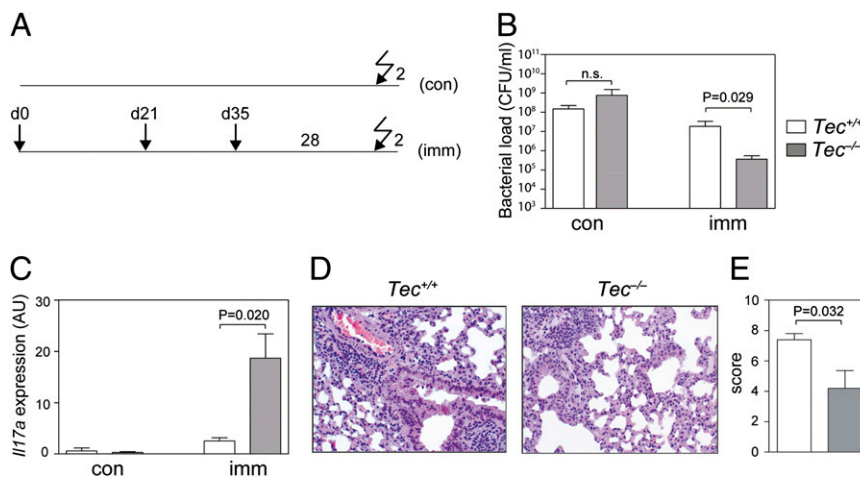 A
2
(con)
d0 d21 d35
28 2
(imm)
B
Bacterial load (CFU/ml)
10¹¹
10¹⁰
10⁹
10⁸
10⁷
10⁶
10⁵
10⁴
10³
n.s.
P=0.029
con imm
Tec+/+
Tec–/–
C
Il17a expression (AU)
30
20
10
0
P=0.020
con imm
D
Tec+/+ Tec–/–
E
score
10
8
6
4
2
0
P=0.032